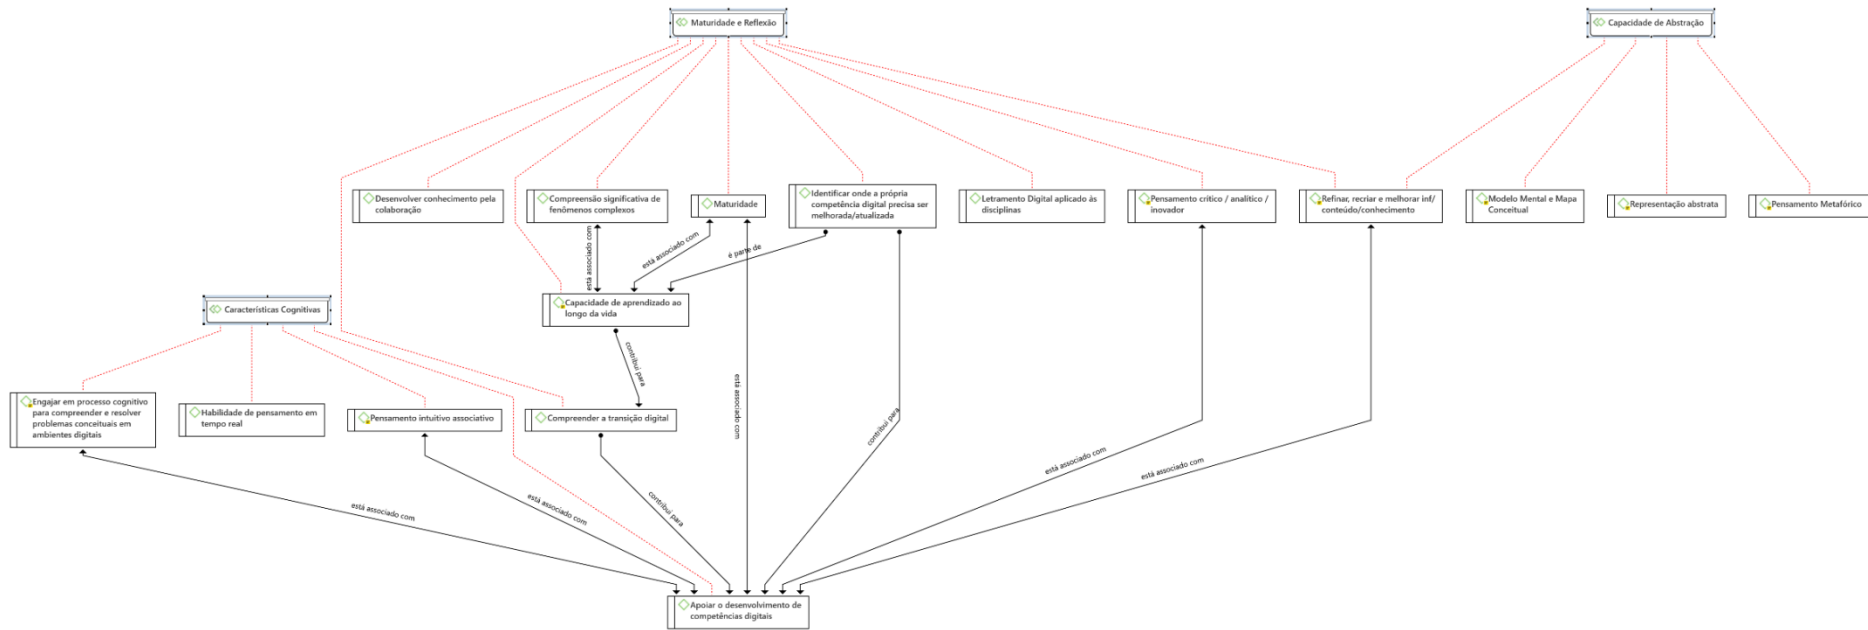 Maturidade e Reflexão
Capacidade de Abstração
Desenvolver conhecimento pela
colaboração
Compreensão significativa de
fenômenos complexos
Maturidade
Identificar onde a própria
competência digital precisa ser
melhorada/atualizada
Letramento Digital aplicado às
disciplinas
Pensamento crítico / analítico /
inovador
Refinar, recriar e melhorar inf/
conteúdo/conhecimento
Modelo Mental e Mapa
Conceitual
Representação abstrata
Pensamento Metafórico
está associado com
está associado com
é parte de
Características Cognitivas
Capacidade de aprendizado ao
longo da vida
contribui para
Engajar em processo cognitivo
para compreender e resolver
problemas conceituais em
ambientes digitais
Habilidade de pensamento em
tempo real
Pensamento intuitivo associativo
Compreender a transição digital
está associado com
contribui para
está associado com
está associado com
está associado com
está associado com
contribui para
Apoiar o desenvolvimento de
competências digitais